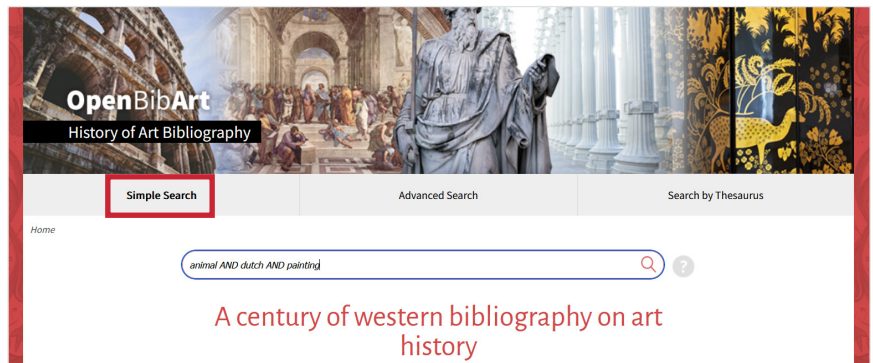 OpenBibArt
History of Art Bibliography
Simple Search
Advanced Search
Search by Thesaurus
Home
animal AND dutch AND painting
?
A century of western bibliography on art
history